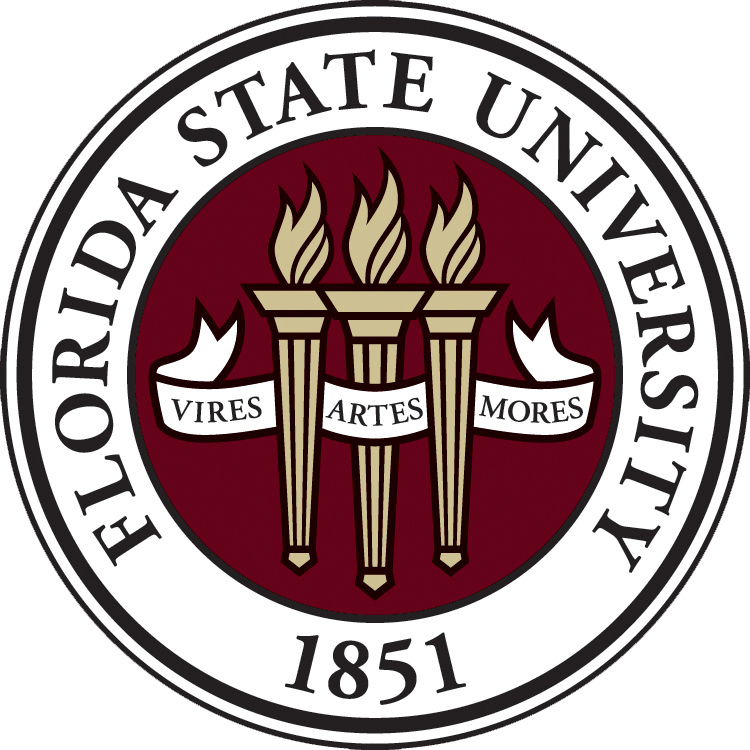 FLORIDA STATE UNIVERSITY
VIRES ARTES MORES
1851